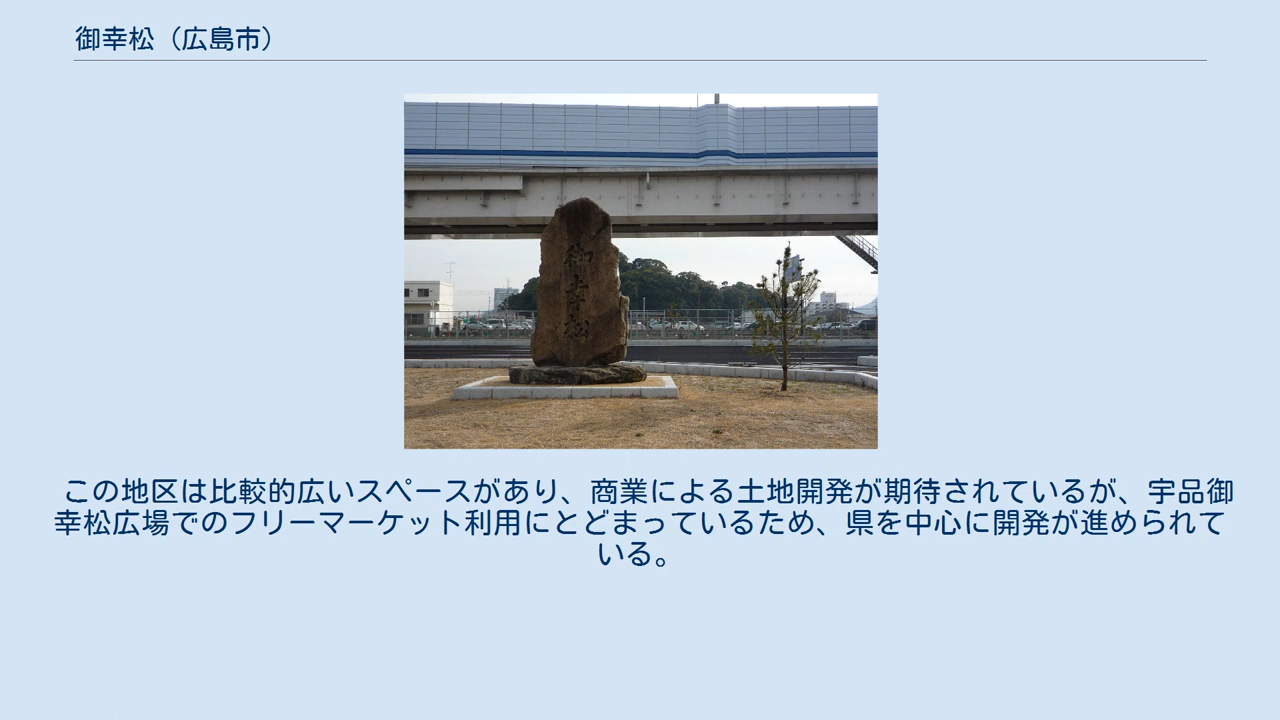 御幸松（広島市）
御幸松
この地区は比較的広いスペースがあり、商業による土地開発が期待されているが、宇品御
幸松広場でのフリーマーケット利用にとどまっているため、県を中心に開発が進められて
いる。